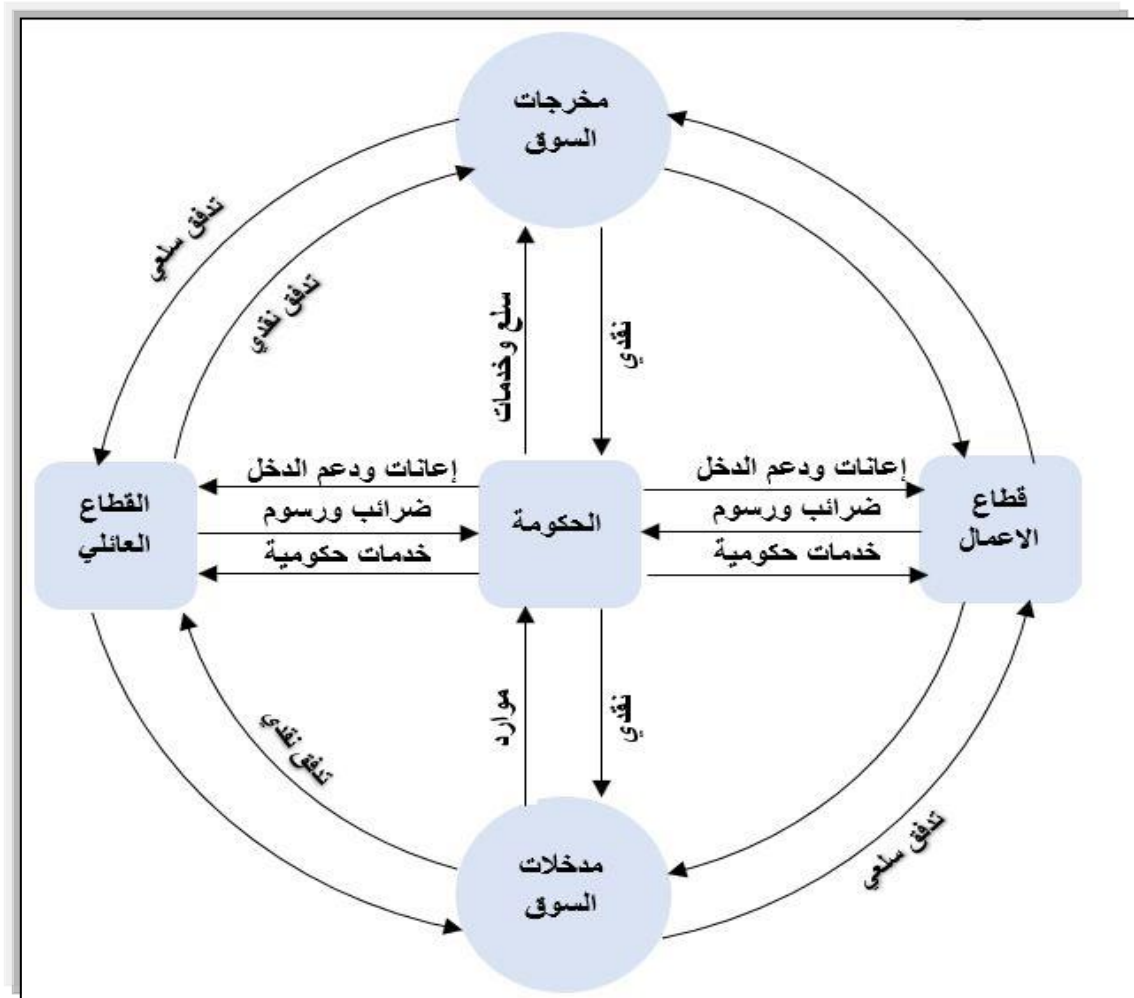 مخرجات
السوق
تدفق سلعي
تدفق نقدي
سلع وخدمات
نقدي
إعانات ودعم الدخل
ضرائب ورسوم
خدمات حكومية
إعانات ودعم الدخل
ضرائب ورسوم
خدمات حكومية
قطاع
الاعمال
الحكومة
القطاع
العائلي
موارد
نقدي
تدفق نقدي
تدفق سلعي
مدخلات
السوق